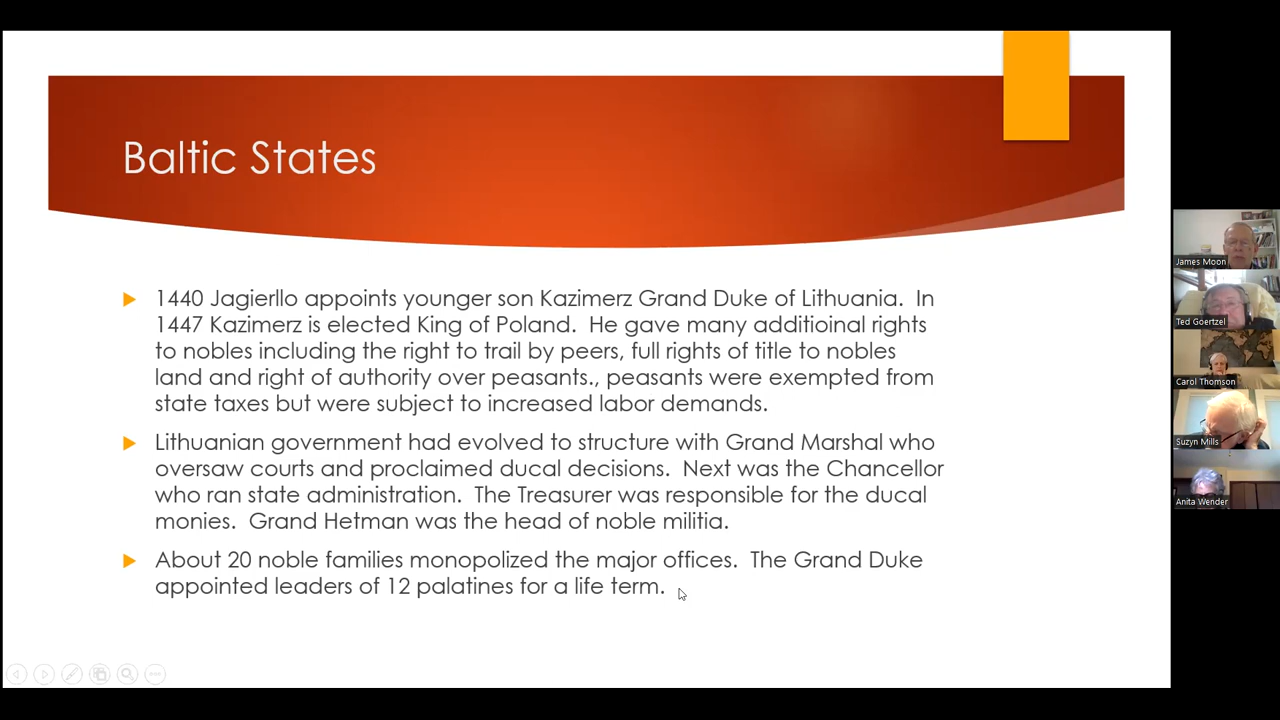 Baltic States
1440 Jagierllo appoints younger son Kazimerz Grand Duke of Lithuania. In
1447 Kazimerz is elected King of Poland. He gave many additioinal rights
to nobles including the right to trail by peers, full rights of title to nobles
land and right of authority over peasants., peasants were exempted from
state taxes but were subject to increased labor demands.
Lithuanian government had evolved to structure with Grand Marshal who
oversaw courts and proclaimed ducal decisions. Next was the Chancellor
who ran state administration. The Treasurer was responsible for the ducal
monies. Grand Hetman was the head of noble militia.
About 20 noble families monopolized the major offices. The Grand Duke
appointed leaders of 12 palatines for a life term.
James Moon
Ted Goertzel
Carol Thomson
Suzyn Mills
Anita Wender